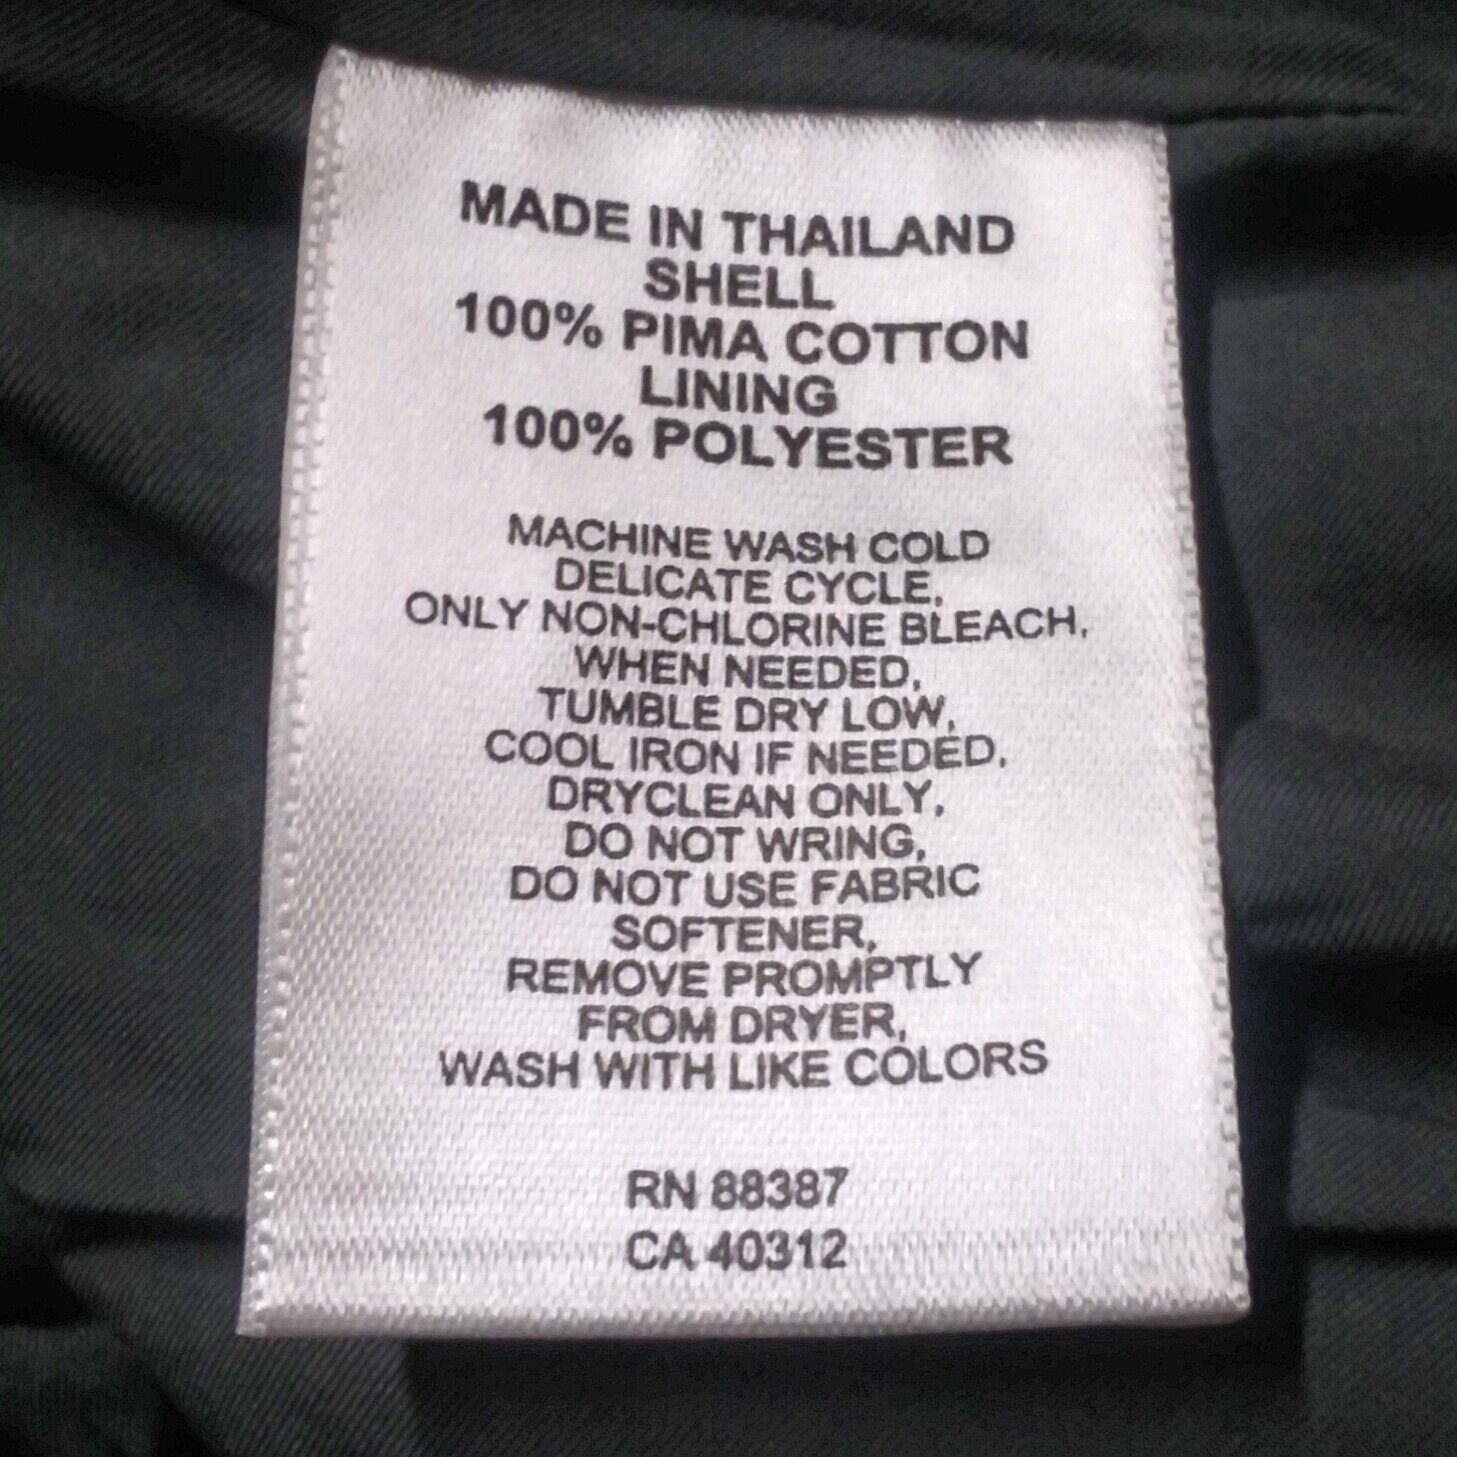 MADE IN THAILAND
SHELL
100% PIMA COTTON
LINING
100% POLYESTER
MACHINE WASH COLD
DELICATE CYCLE,
ONLY NON-CHLORINE BLEACH,
WHEN NEEDED,
TUMBLE DRY LOW,
COOL IRON IF NEEDED,
DRYCLEAN ONLY,
DO NOT WRING,
DO NOT USE FABRIC
SOFTENER,
REMOVE PROMPTLY
FROM DRYER,
WASH WITH LIKE COLORS
RN 88387
CA 40312